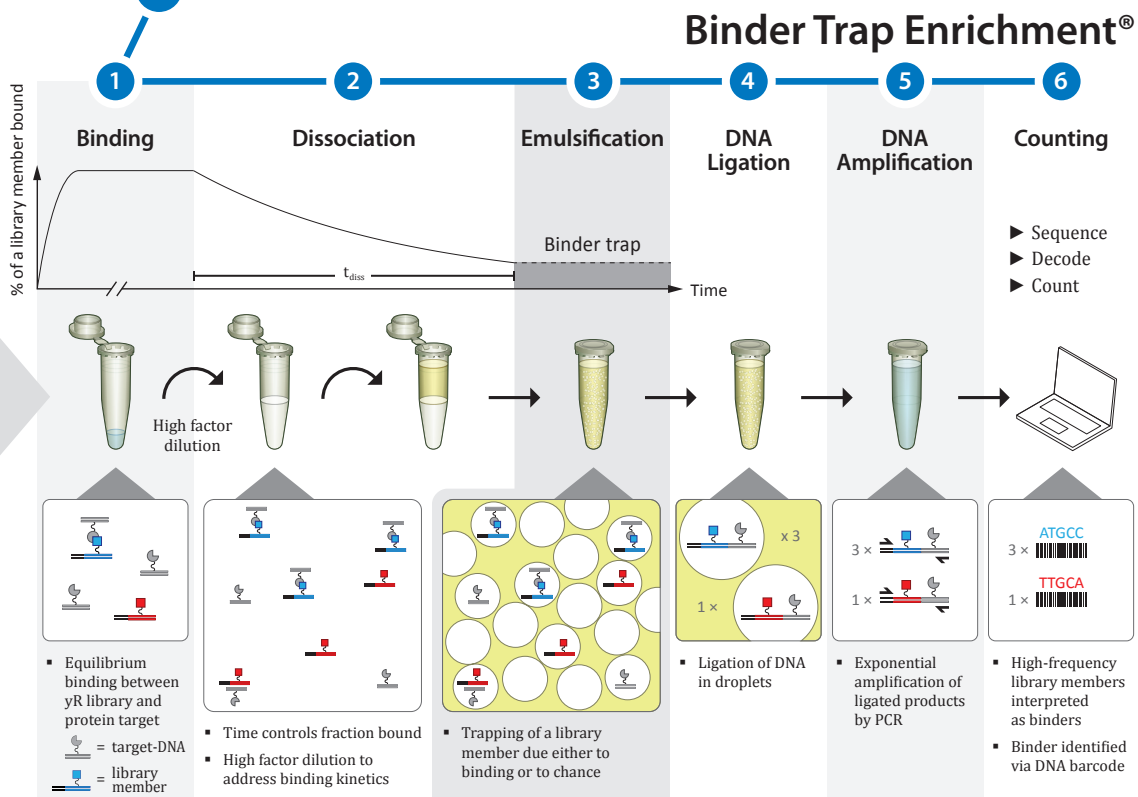 Binder Trap Enrichment®
1
2
3
4
5
6
Binding
Dissociation
Emulsification
DNA
Ligation
DNA
Amplification
Counting
% of a library member bound
Binder trap
t_diss
Time
► Sequence
► Decode
► Count
High factor
dilution
x 3
1 ×
3 ×
1 ×
ATGCC
3 ×
TTGCA
1 ×
▪ Equilibrium
binding between
yR library and
protein target
= target-DNA
= library
member
▪ Time controls fraction bound
▪ High factor dilution to
address binding kinetics
▪ Trapping of a library
member due either to
binding or to chance
▪ Ligation of DNA
in droplets
▪ Exponential
amplification of
ligated products
by PCR
▪ High-frequency
library members
interpreted
as binders
▪ Binder identified
via DNA barcode